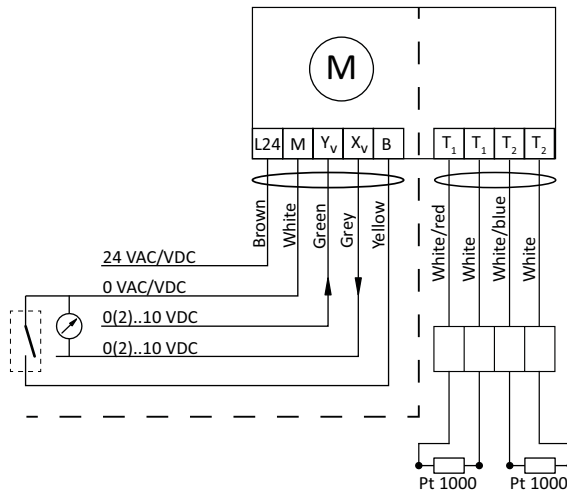 M
L24 M Yv Xv B T1 T1 T2 T2
Brown
White
Green
Grey
Yellow
White/red
White
White/blue
White
24 VAC/VDC
0 VAC/VDC
0(2)..10 VDC
0(2)..10 VDC
Pt 1000 Pt 1000